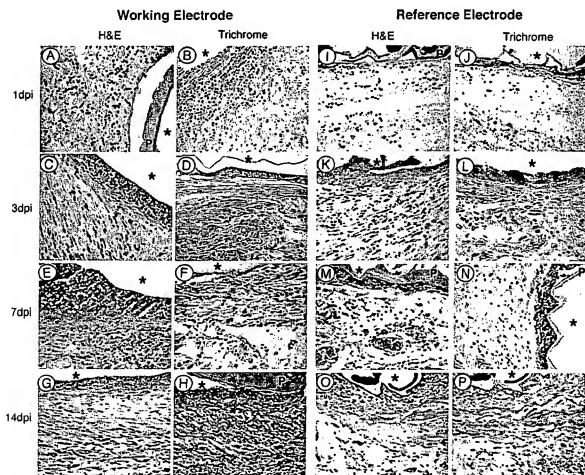 Working Electrode Reference Electrode
H&E Trichrome H&E Trichrome
1dpi
A * B * I * J *
3dpi
C * D * K * L *
7dpi
E * F * M * N *
14dpi
G * H * O * P *